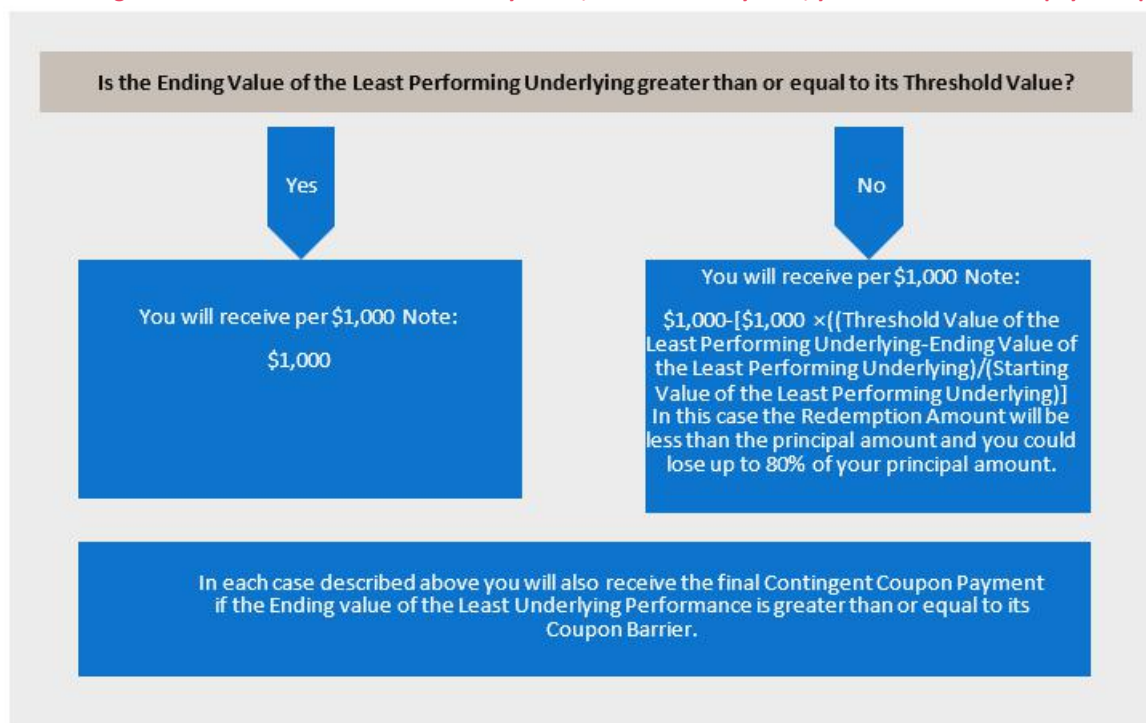 Is the Ending Value of the Least Performing Underlying greater than or equal to its Threshold Value?
Yes
No
You will receive per $1,000 Note:
$1,000
You will receive per $1,000 Note:
$1,000-[$1,000 ×((Threshold Value of the
Least Performing Underlying-Ending Value of
the Least Performing Underlying)/(Starting
Value of the Least Performing Underlying)]
In this case the Redemption Amount will be
less than the principal amount and you could
lose up to 80% of your principal amount.
In each case described above you will also receive the final Contingent Coupon Payment
if the Ending value of the Least Underlying Performance is greater than or equal to its
Coupon Barrier.